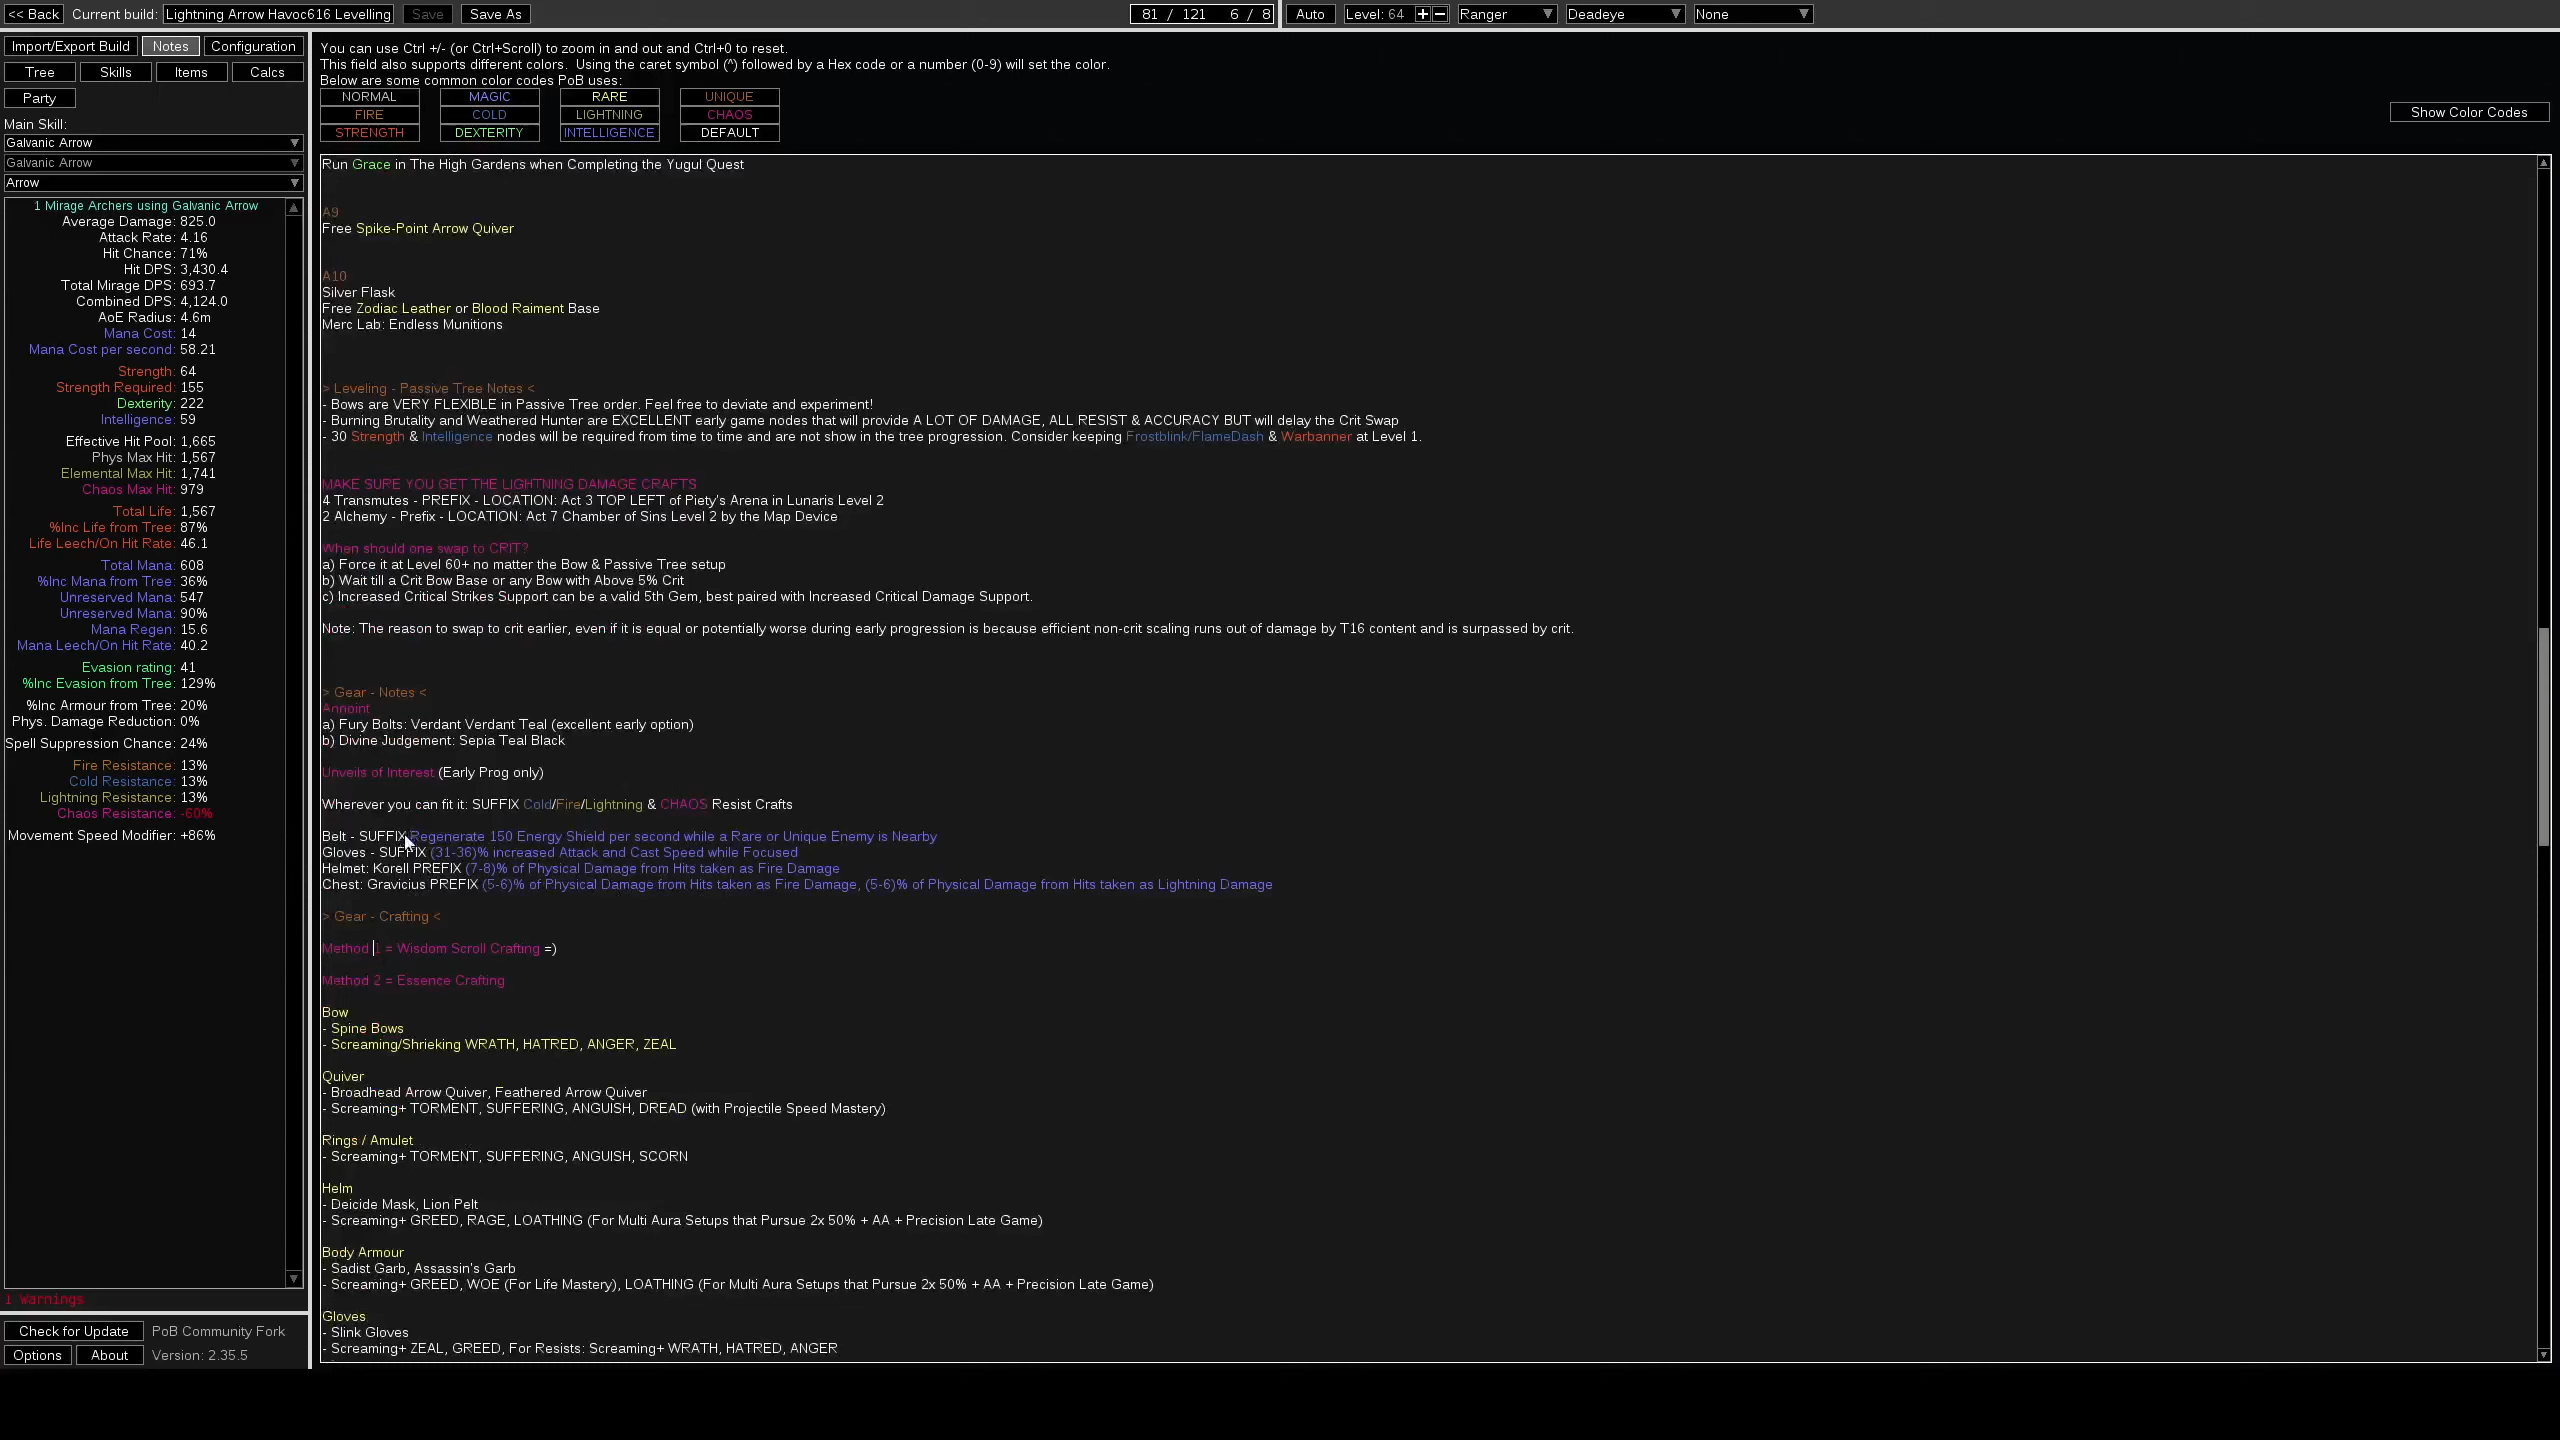 << Back
Current build:
Lightning Arrow Havoc616 Levelling
Save
Save As
81 / 121 6 / 8
Auto
Level: 64
+
-
Ranger
Deadeye
None
Import/Export Build
Notes
Configuration
Tree
Skills
Items
Calcs
Party
Main Skill:
Galvanic Arrow
Galvanic Arrow
Arrow
1 Mirage Archers using Galvanic Arrow
Average Damage: 825.0
Attack Rate: 4.16
Hit Chance: 71%
Hit DPS: 3,430.4
Total Mirage DPS: 693.7
Combined DPS: 4,124.0
AoE Radius: 4.6m
Mana Cost: 14
Mana Cost per second: 58.21
Strength: 64
Strength Required: 155
Dexterity: 222
Intelligence: 59
Effective Hit Pool: 1,665
Phys Max Hit: 1,567
Elemental Max Hit: 1,741
Chaos Max Hit: 979
Total Life: 1,567
%Inc Life from Tree: 87%
Life Leech/On Hit Rate: 46.1
Total Mana: 608
%Inc Mana from Tree: 36%
Unreserved Mana: 547
Unreserved Mana: 90%
Mana Regen: 15.6
Mana Leech/On Hit Rate: 40.2
Evasion rating: 41
%Inc Evasion from Tree: 129%
%Inc Armour from Tree: 20%
Phys. Damage Reduction: 0%
Spell Suppression Chance: 24%
Fire Resistance: 13%
Cold Resistance: 13%
Lightning Resistance: 13%
Chaos Resistance: -60%
Movement Speed Modifier: +86%
1 Warnings
Check for Update
PoB Community Fork
Options
About
Version: 2.35.5
You can use Ctrl +/- (or Ctrl+Scroll) to zoom in and out and Ctrl+0 to reset.
This field also supports different colors. Using the caret symbol (^) followed by a Hex code or a number (0-9) will set the color.
Below are some common color codes PoB uses:
NORMAL MAGIC RARE UNIQUE
FIRE COLD LIGHTNING CHAOS
STRENGTH DEXTERITY INTELLIGENCE DEFAULT
Show Color Codes
Run Grace in The High Gardens when Completing the Yugul Quest
A9
Free Spike-Point Arrow Quiver
A10
Silver Flask
Free Zodiac Leather or Blood Raiment Base
Merc Lab: Endless Munitions
> Leveling - Passive Tree Notes <
- Bows are VERY FLEXIBLE in Passive Tree order. Feel free to deviate and experiment!
- Burning Brutality and Weathered Hunter are EXCELLENT early game nodes that will provide A LOT OF DAMAGE, ALL RESIST & ACCURACY BUT will delay the Crit Swap
- 30 Strength & Intelligence nodes will be required from time to time and are not show in the tree progression. Consider keeping Frostblink/FlameDash & Warbanner at Level 1.
MAKE SURE YOU GET THE LIGHTNING DAMAGE CRAFTS
4 Transmutes - PREFIX - LOCATION: Act 3 TOP LEFT of Piety's Arena in Lunaris Level 2
2 Alchemy - Prefix - LOCATION: Act 7 Chamber of Sins Level 2 by the Map Device
When should one swap to CRIT?
a) Force it at Level 60+ no matter the Bow & Passive Tree setup
b) Wait till a Crit Bow Base or any Bow with Above 5% Crit
c) Increased Critical Strikes Support can be a valid 5th Gem, best paired with Increased Critical Damage Support.
Note: The reason to swap to crit earlier, even if it is equal or potentially worse during early progression is because efficient non-crit scaling runs out of damage by T16 content and is surpassed by crit.
> Gear - Notes <
Annoint
a) Fury Bolts: Verdant Verdant Teal (excellent early option)
b) Divine Judgement: Sepia Teal Black
Unveils of Interest (Early Prog only)
Wherever you can fit it: SUFFIX Cold/Fire/Lightning & CHAOS Resist Crafts
Belt - SUFFIX Regenerate 150 Energy Shield per second while a Rare or Unique Enemy is Nearby
Gloves - SUFFIX (31-36)% increased Attack and Cast Speed while Focused
Helmet: Korell PREFIX (7-8)% of Physical Damage from Hits taken as Fire Damage
Chest: Gravicius PREFIX (5-6)% of Physical Damage from Hits taken as Fire Damage, (5-6)% of Physical Damage from Hits taken as Lightning Damage
> Gear - Crafting <
Method 1 = Wisdom Scroll Crafting =)
Method 2 = Essence Crafting
Bow
- Spine Bows
- Screaming/Shrieking WRATH, HATRED, ANGER, ZEAL
Quiver
- Broadhead Arrow Quiver, Feathered Arrow Quiver
- Screaming+ TORMENT, SUFFERING, ANGUISH, DREAD (with Projectile Speed Mastery)
Rings / Amulet
- Screaming+ TORMENT, SUFFERING, ANGUISH, SCORN
Helm
- Deicide Mask, Lion Pelt
- Screaming+ GREED, RAGE, LOATHING (For Multi Aura Setups that Pursue 2x 50% + AA + Precision Late Game)
Body Armour
- Sadist Garb, Assassin's Garb
- Screaming+ GREED, WOE (For Life Mastery), LOATHING (For Multi Aura Setups that Pursue 2x 50% + AA + Precision Late Game)
Gloves
- Slink Gloves
- Screaming+ ZEAL, GREED, For Resists: Screaming+ WRATH, HATRED, ANGER